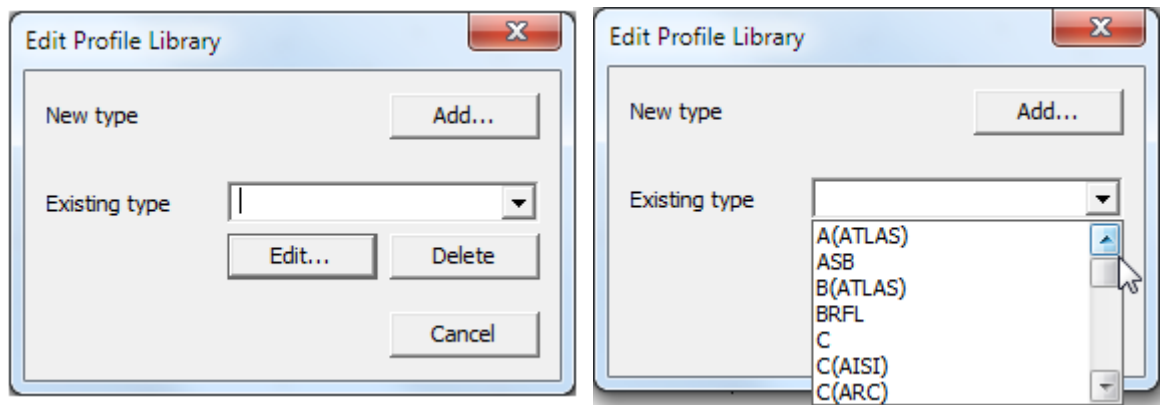 Edit Profile Library
New type
Add...
Existing type
Edit...
Delete
Cancel
Edit Profile Library
New type
Add...
Existing type
A(ATLAS)
ASB
B(ATLAS)
BRFL
C
C(AISI)
C(ARC)